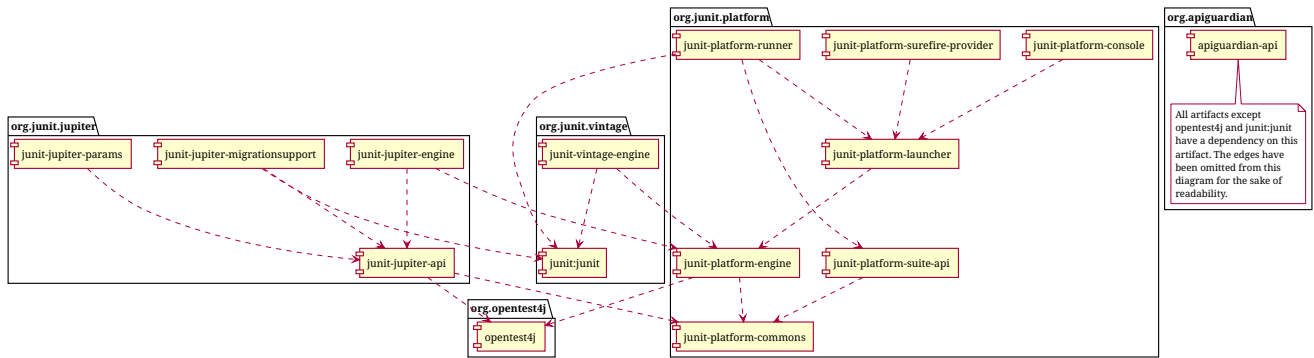 org.junit.platform
junit-platform-runner
junit-platform-surefire-provider
junit-platform-console
junit-platform-launcher
junit-platform-engine
junit-platform-suite-api
junit-platform-commons
org.apiguardian
apiguardian-api
All artifacts except
opentest4j and junit:junit
have a dependency on this
artifact. The edges have
been omitted from this
diagram for the sake of
readability.
org.junit.jupiter
junit-jupiter-params
junit-jupiter-migrationsupport
junit-jupiter-engine
junit-jupiter-api
org.junit.vintage
junit-vintage-engine
junit:junit
org.opentest4j
opentest4j